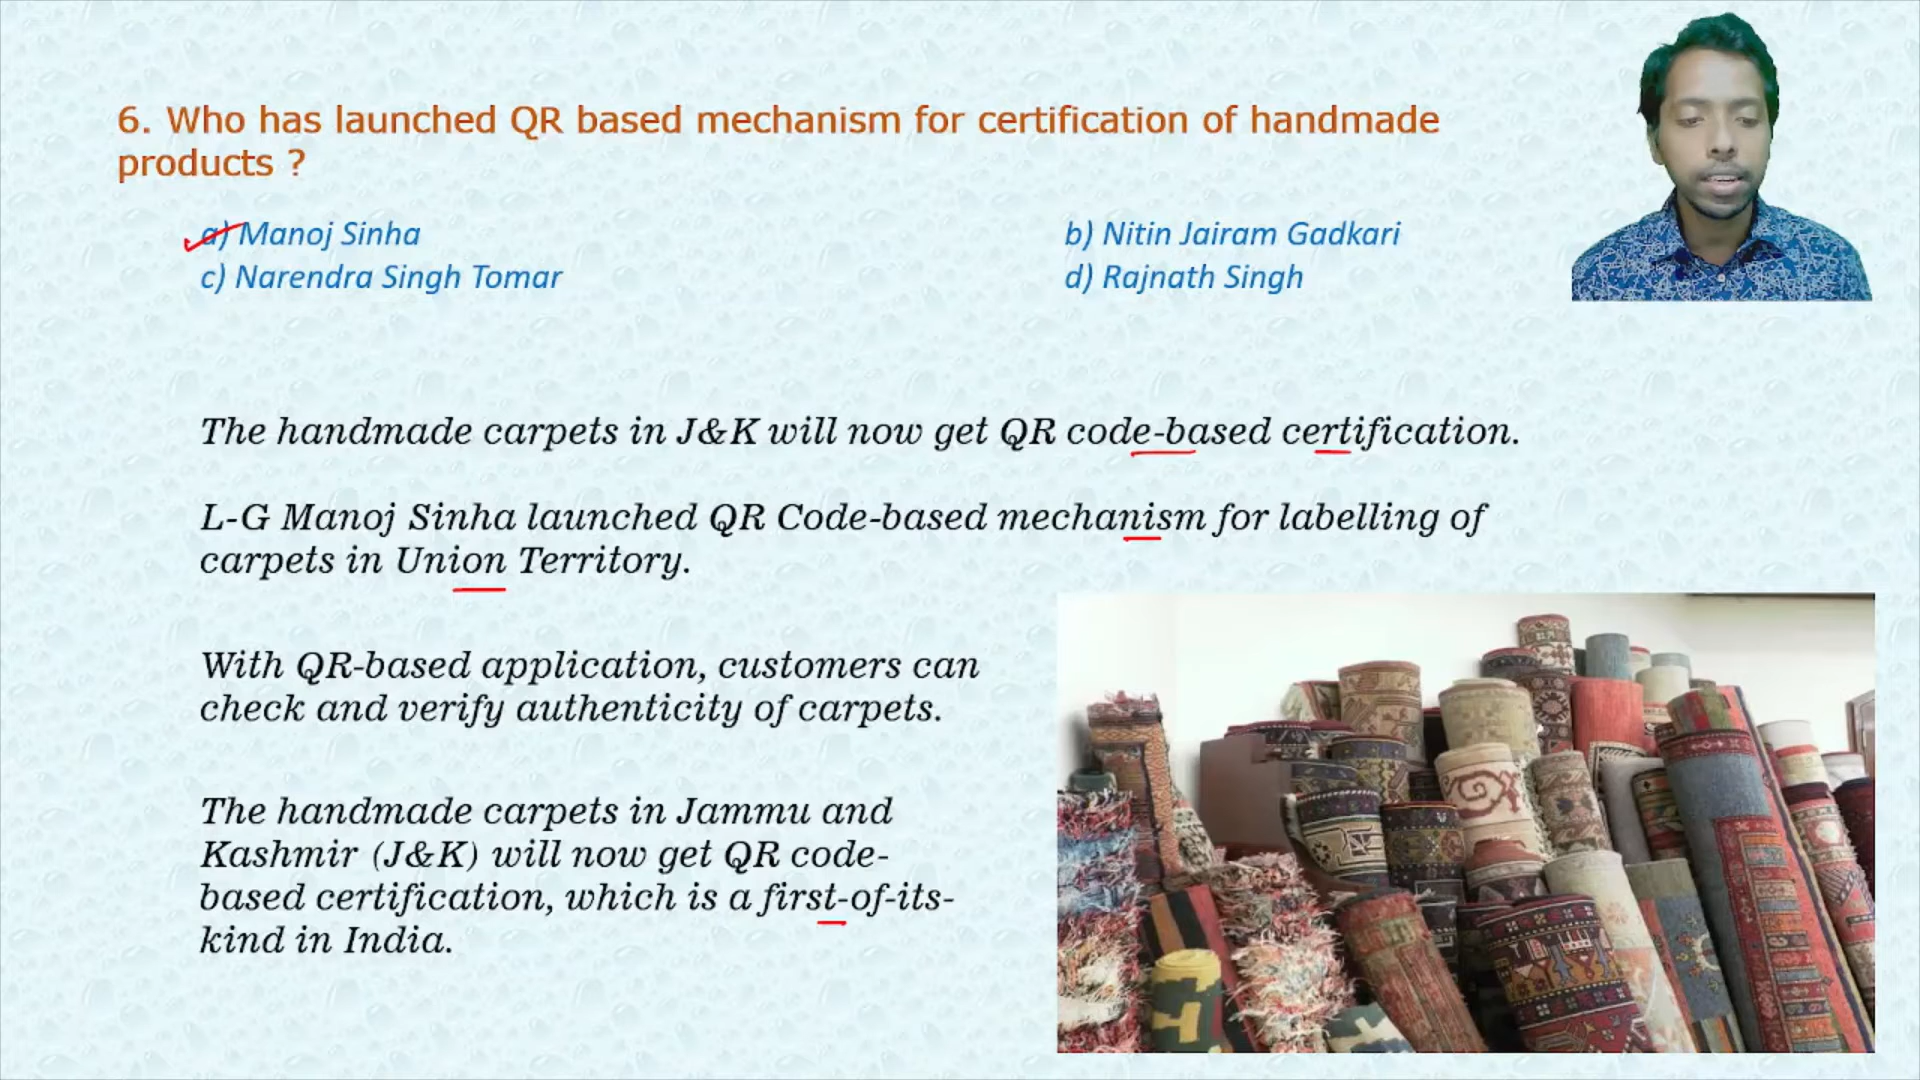 6. Who has launched QR based mechanism for certification of handmade
products ?
a) Manoj Sinha
b) Nitin Jairam Gadkari
c) Narendra Singh Tomar
d) Rajnath Singh
The handmade carpets in J&K will now get QR code-based certification.
L-G Manoj Sinha launched QR Code-based mechanism for labelling of
carpets in Union Territory.
With QR-based application, customers can
check and verify authenticity of carpets.
The handmade carpets in Jammu and
Kashmir (J&K) will now get QR code-
based certification, which is a first-of-its-
kind in India.